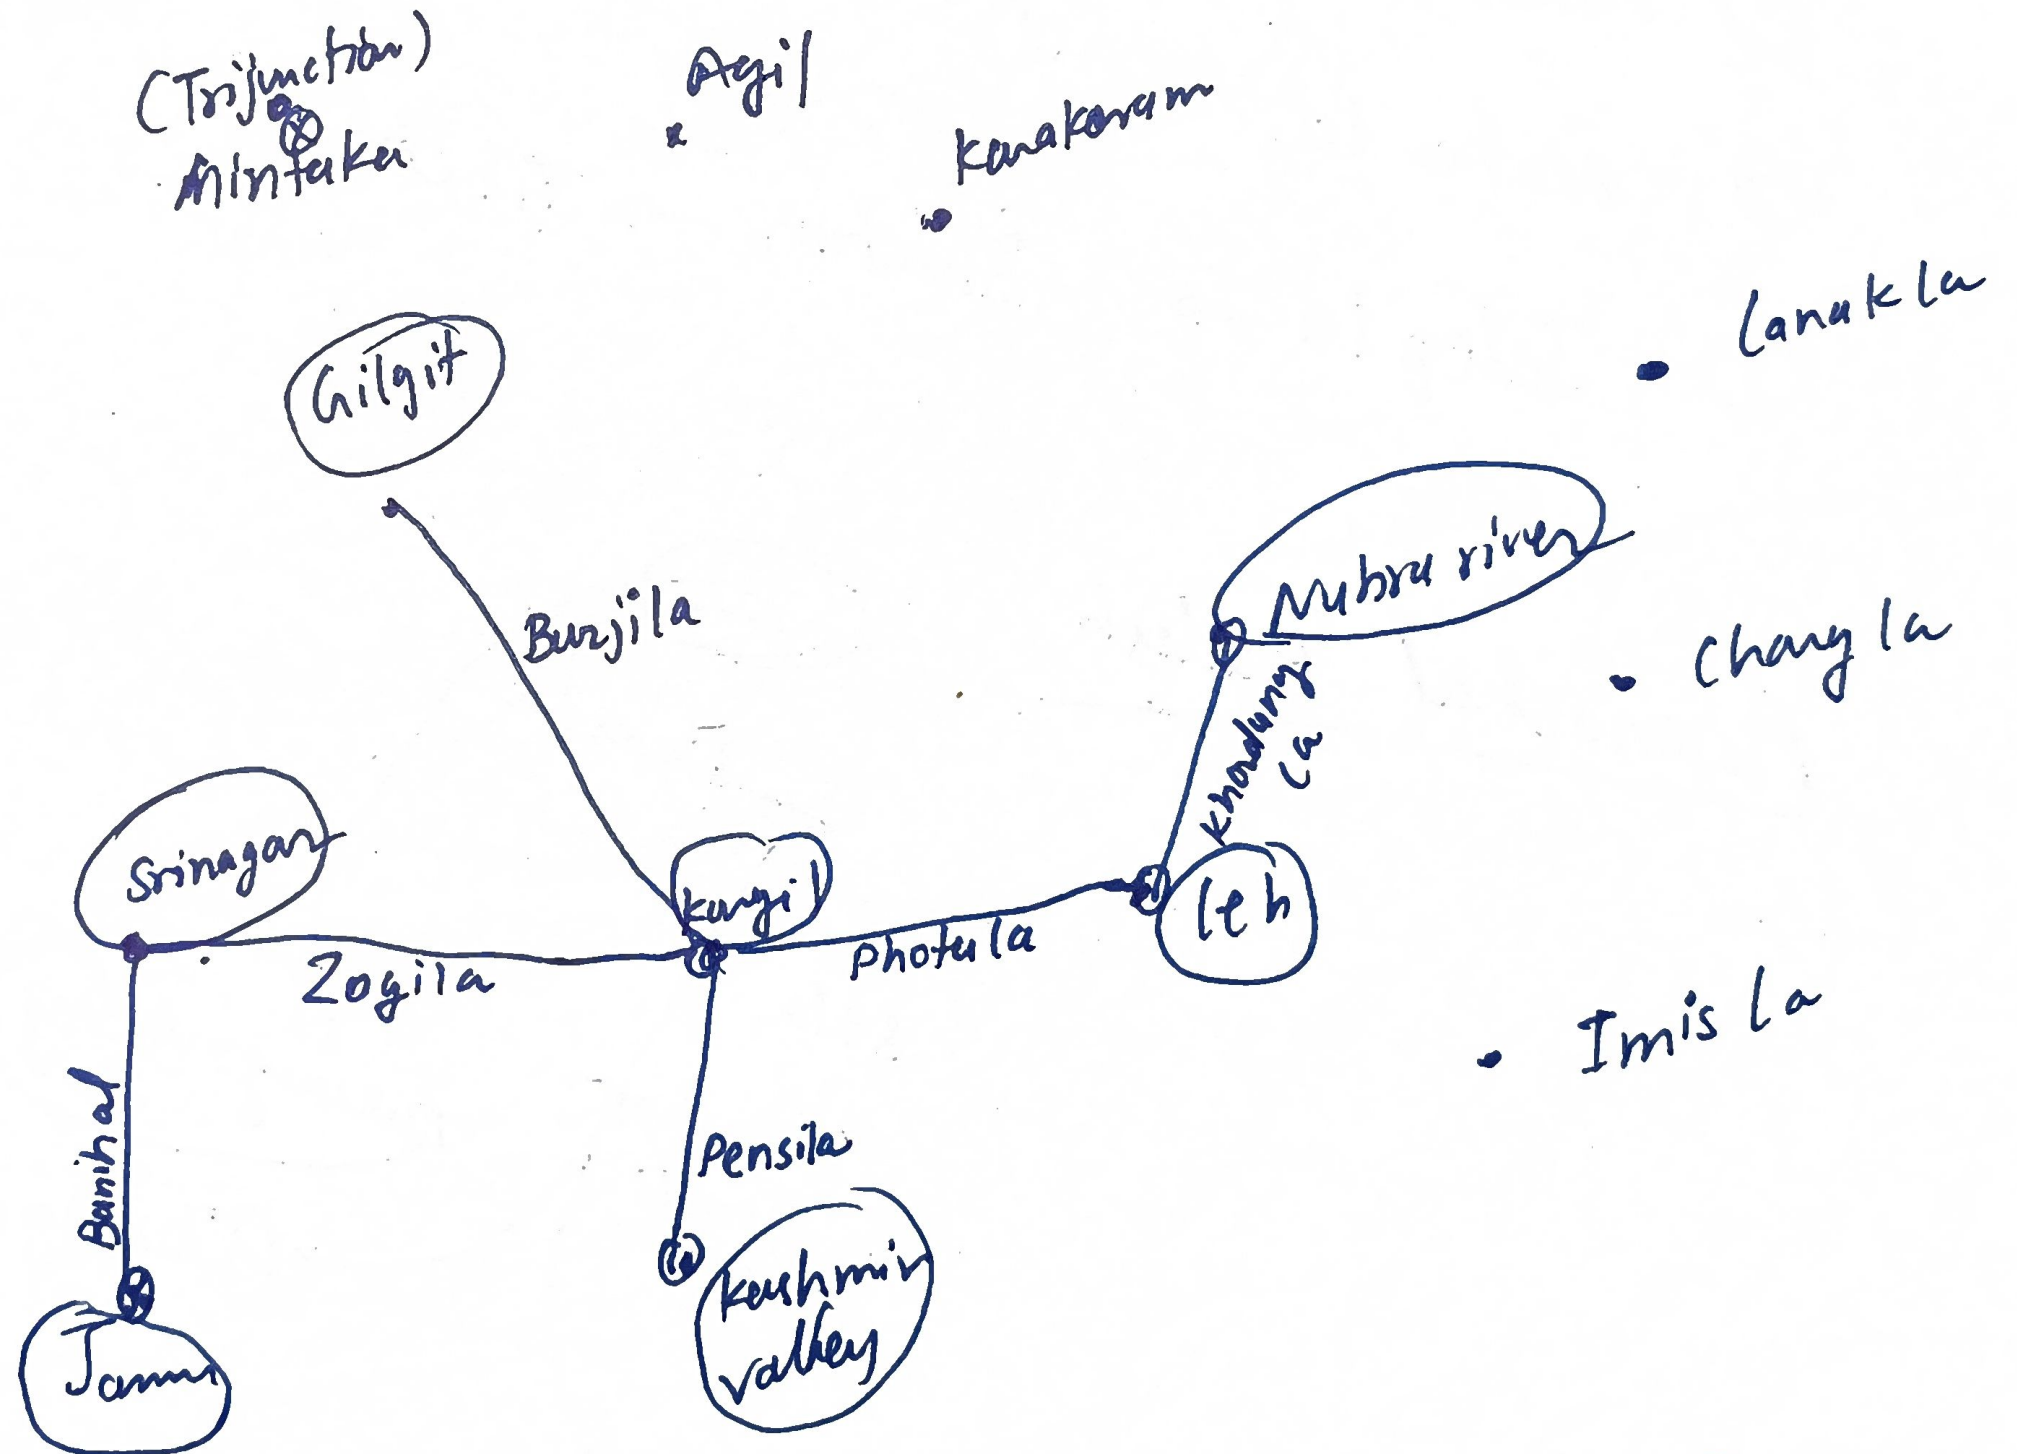 (Trijunction)
Mintaka
Agil
Karakoram
Lanak la
Gilgit
Burjila
Nubra river
Khardung
la
Chang la
Srinagar
Zogila
Kargil
Photula
leh
Imis la
Banihal
Pensila
Jammu
Kashmir
valley